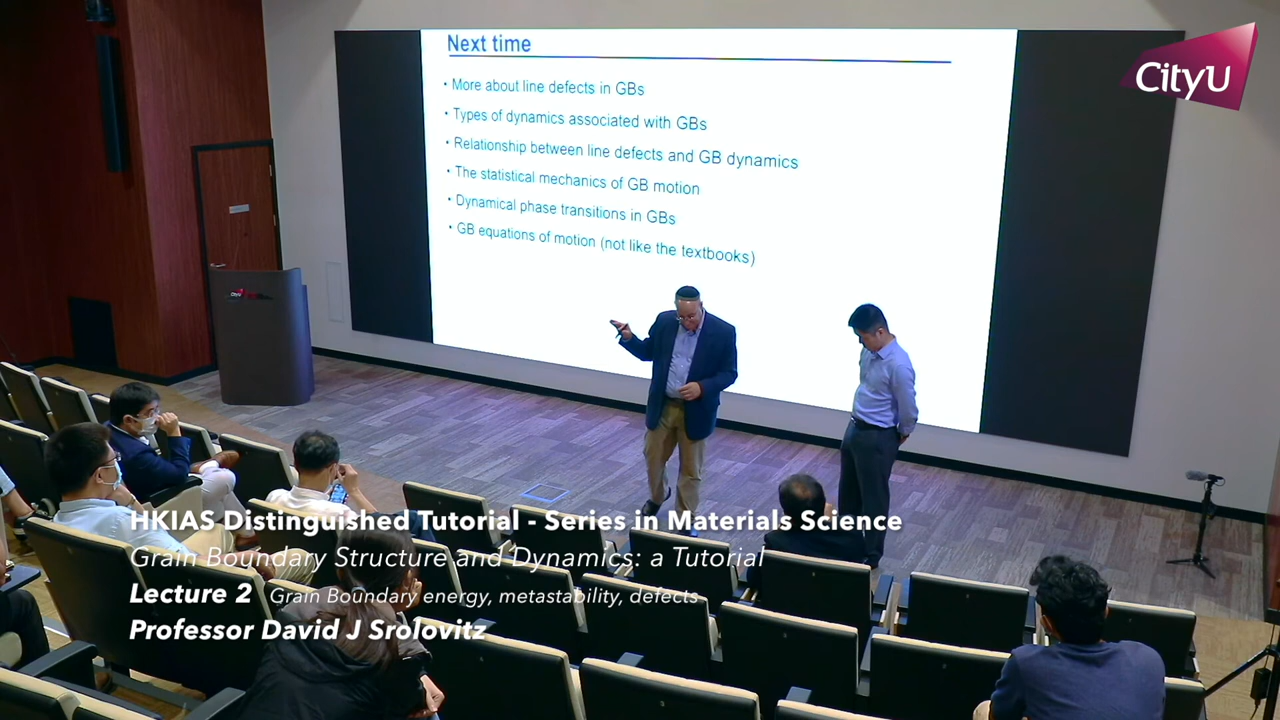 Next time
• More about line defects in GBs
• Types of dynamics associated with GBs
• Relationship between line defects and GB dynamics
• The statistical mechanics of GB motion
• Dynamical phase transitions in GBs
• GB equations of motion (not like the textbooks)
CityU
HKIAS Distinguished Tutorial - Series in Materials Science
Grain Boundary Structure and Dynamics: a Tutorial
Lecture 2 Grain Boundary energy, metastability, defects
Professor David J Srolovitz